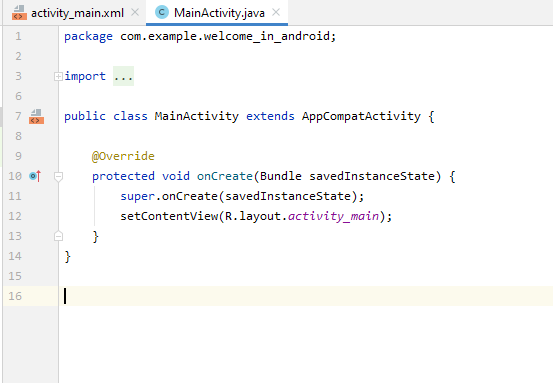 activity_main.xml MainActivity.java
1 package com.example.welcome_in_android;
2
3 import ...
6
7 public class MainActivity extends AppCompatActivity {
8
9 @Override
10 protected void onCreate(Bundle savedInstanceState) {
11 super.onCreate(savedInstanceState);
12 setContentView(R.layout.activity_main);
13 }
14 }
15
16